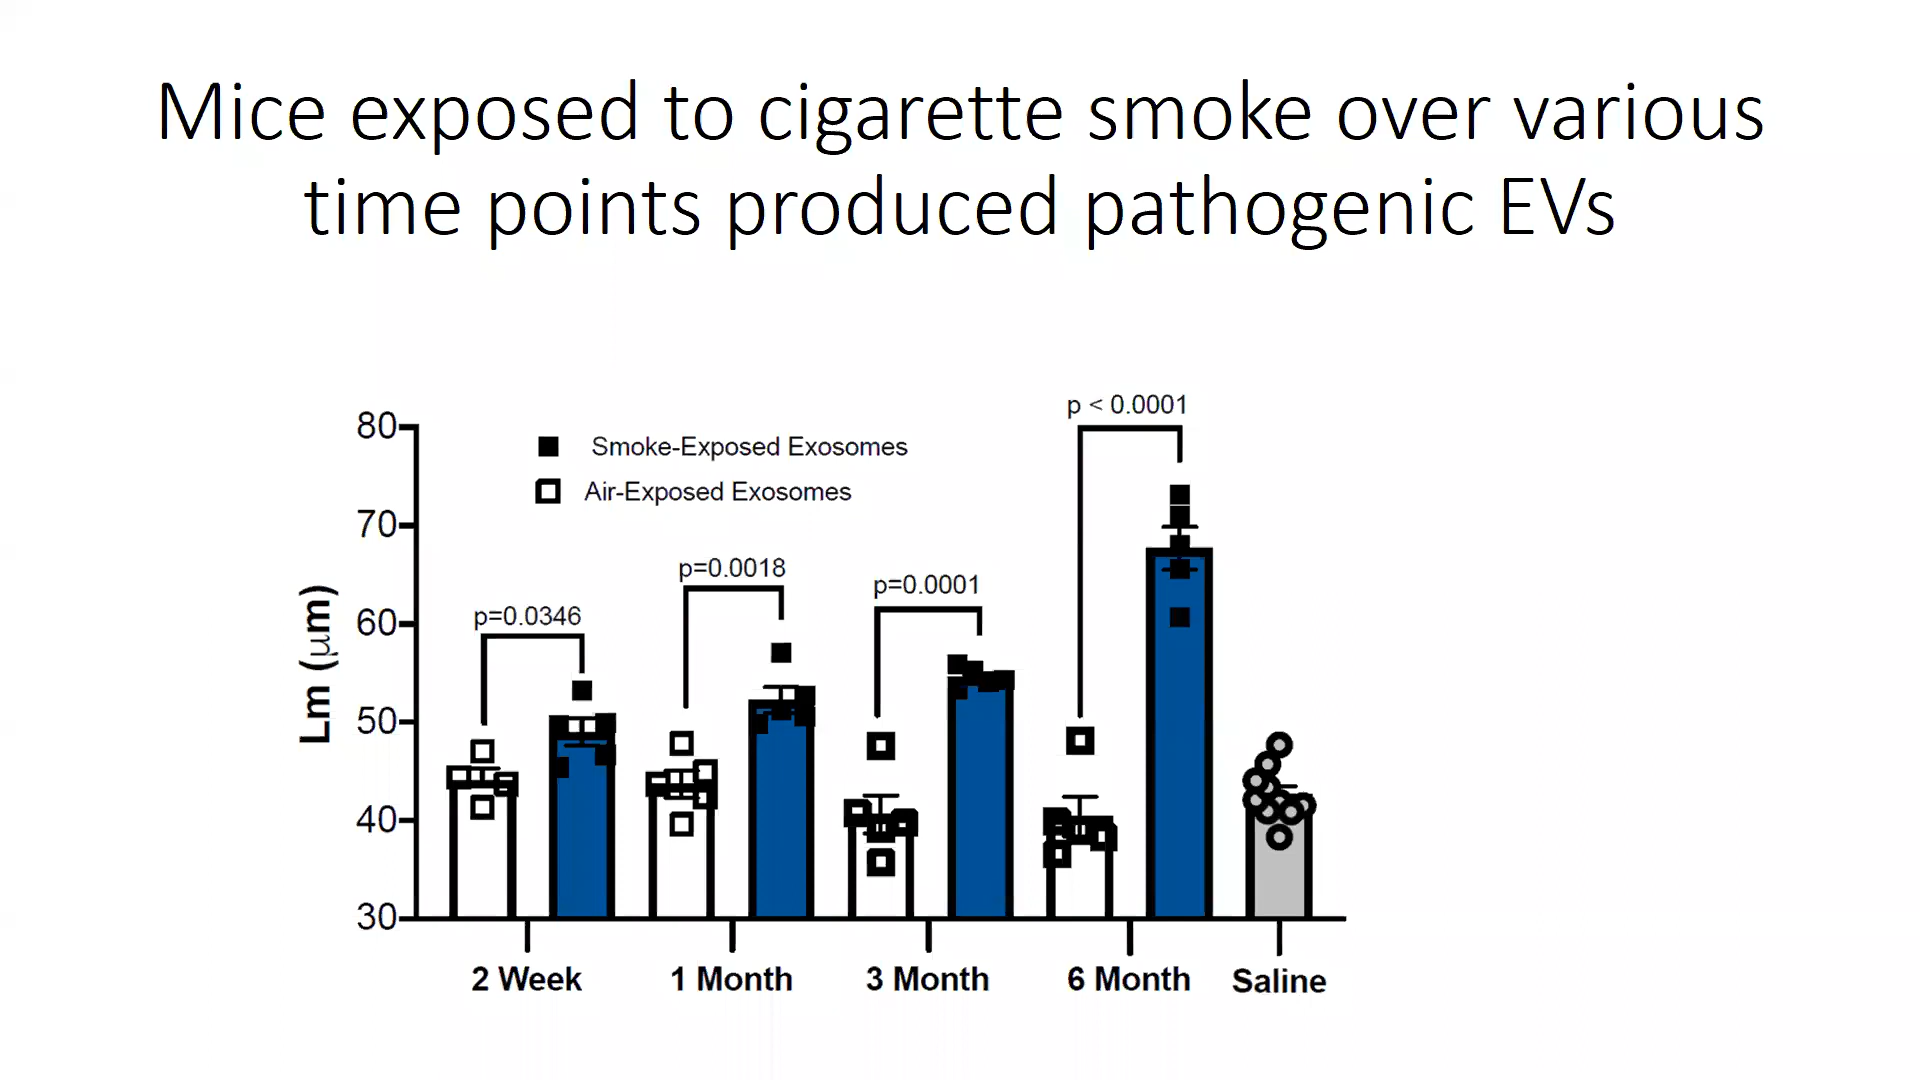 Mice exposed to cigarette smoke over various
time points produced pathogenic EVs
p < 0.0001
80
Smoke-Exposed Exosomes
Air-Exposed Exosomes
70
p=0.0018
p=0.0001
p=0.0346
60
Lm (μm)
50
40
30
2 Week
1 Month
3 Month
6 Month
Saline